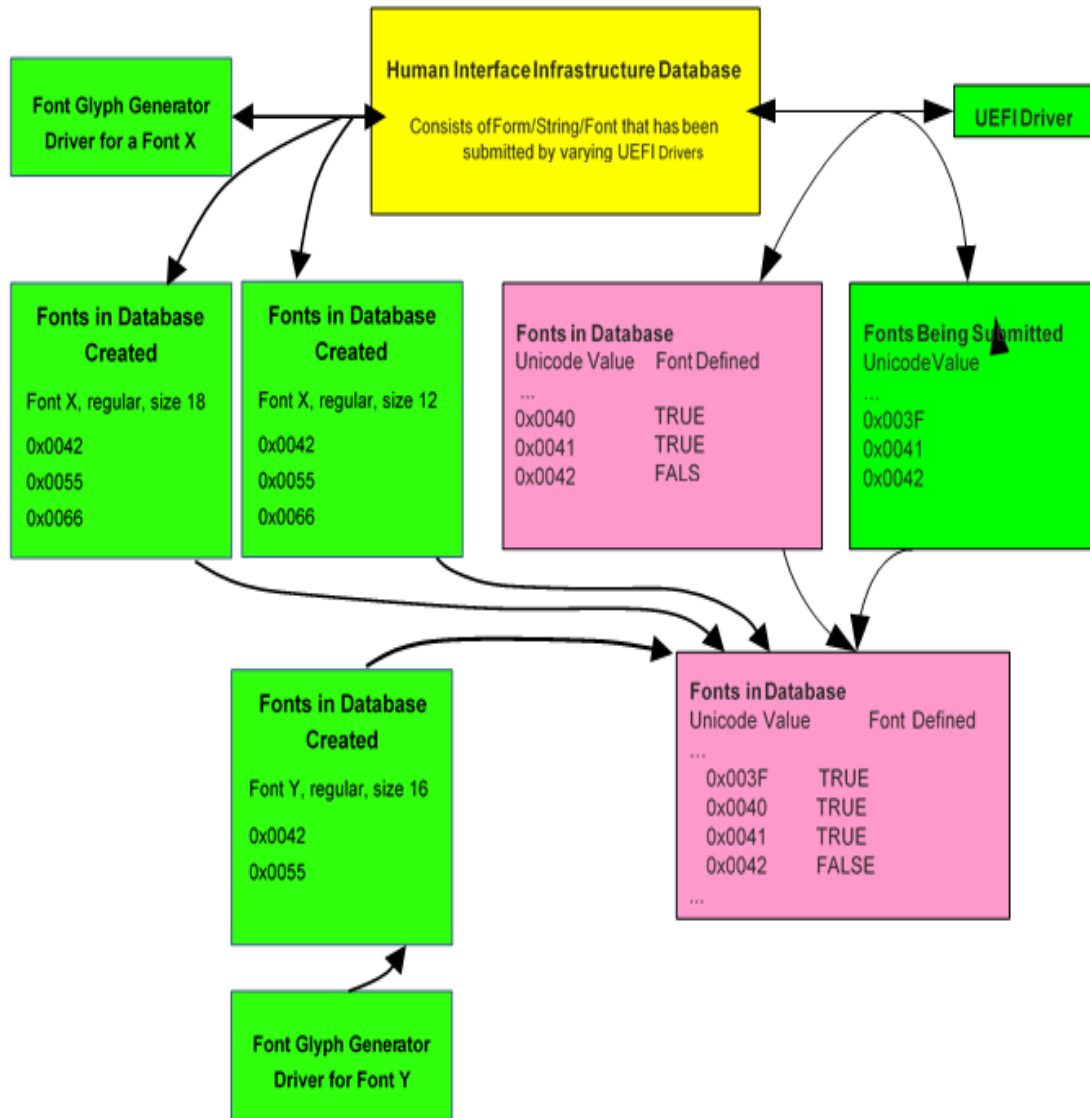 Font Glyph Generator
Driver for a Font X
Human Interface Infrastructure Database
Consists of Form/String/Font that has been
submitted by varying UEFI Drivers
UEFI Driver
Fonts in Database
Created
Font X, regular, size 18
0x0042
0x0055
0x0066
Fonts in Database
Created
Font X, regular, size 12
0x0042
0x0055
0x0066
Fonts in Database
Unicode Value Font Defined
...
0x0040 TRUE
0x0041 TRUE
0x0042 FALS
Fonts Being Submitted
Unicode Value
...
0x003F
0x0041
0x0042
Fonts in Database
Created
Font Y, regular, size 16
0x0042
0x0055
Fonts in Database
Unicode Value Font Defined
...
0x003F TRUE
0x0040 TRUE
0x0041 TRUE
0x0042 FALSE
...
Font Glyph Generator
Driver for Font Y